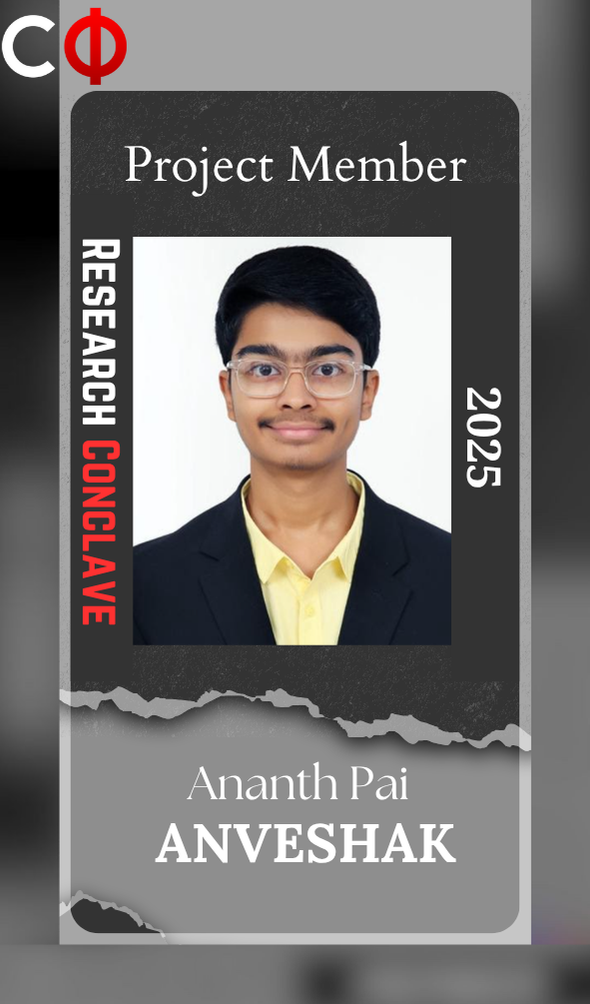 CΦ
Project Member
RESEARCH CONCLAVE
2025
Ananth Pai
ANVESHAK